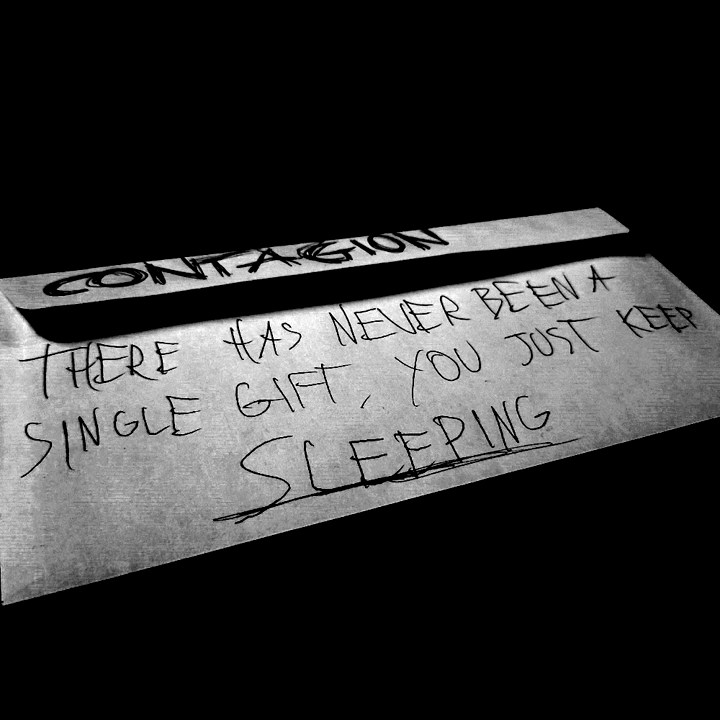 CONTAGION
THERE HAS NEVER BEEN A
SINGLE GIFT, YOU JUST KEEP
SLEEPING